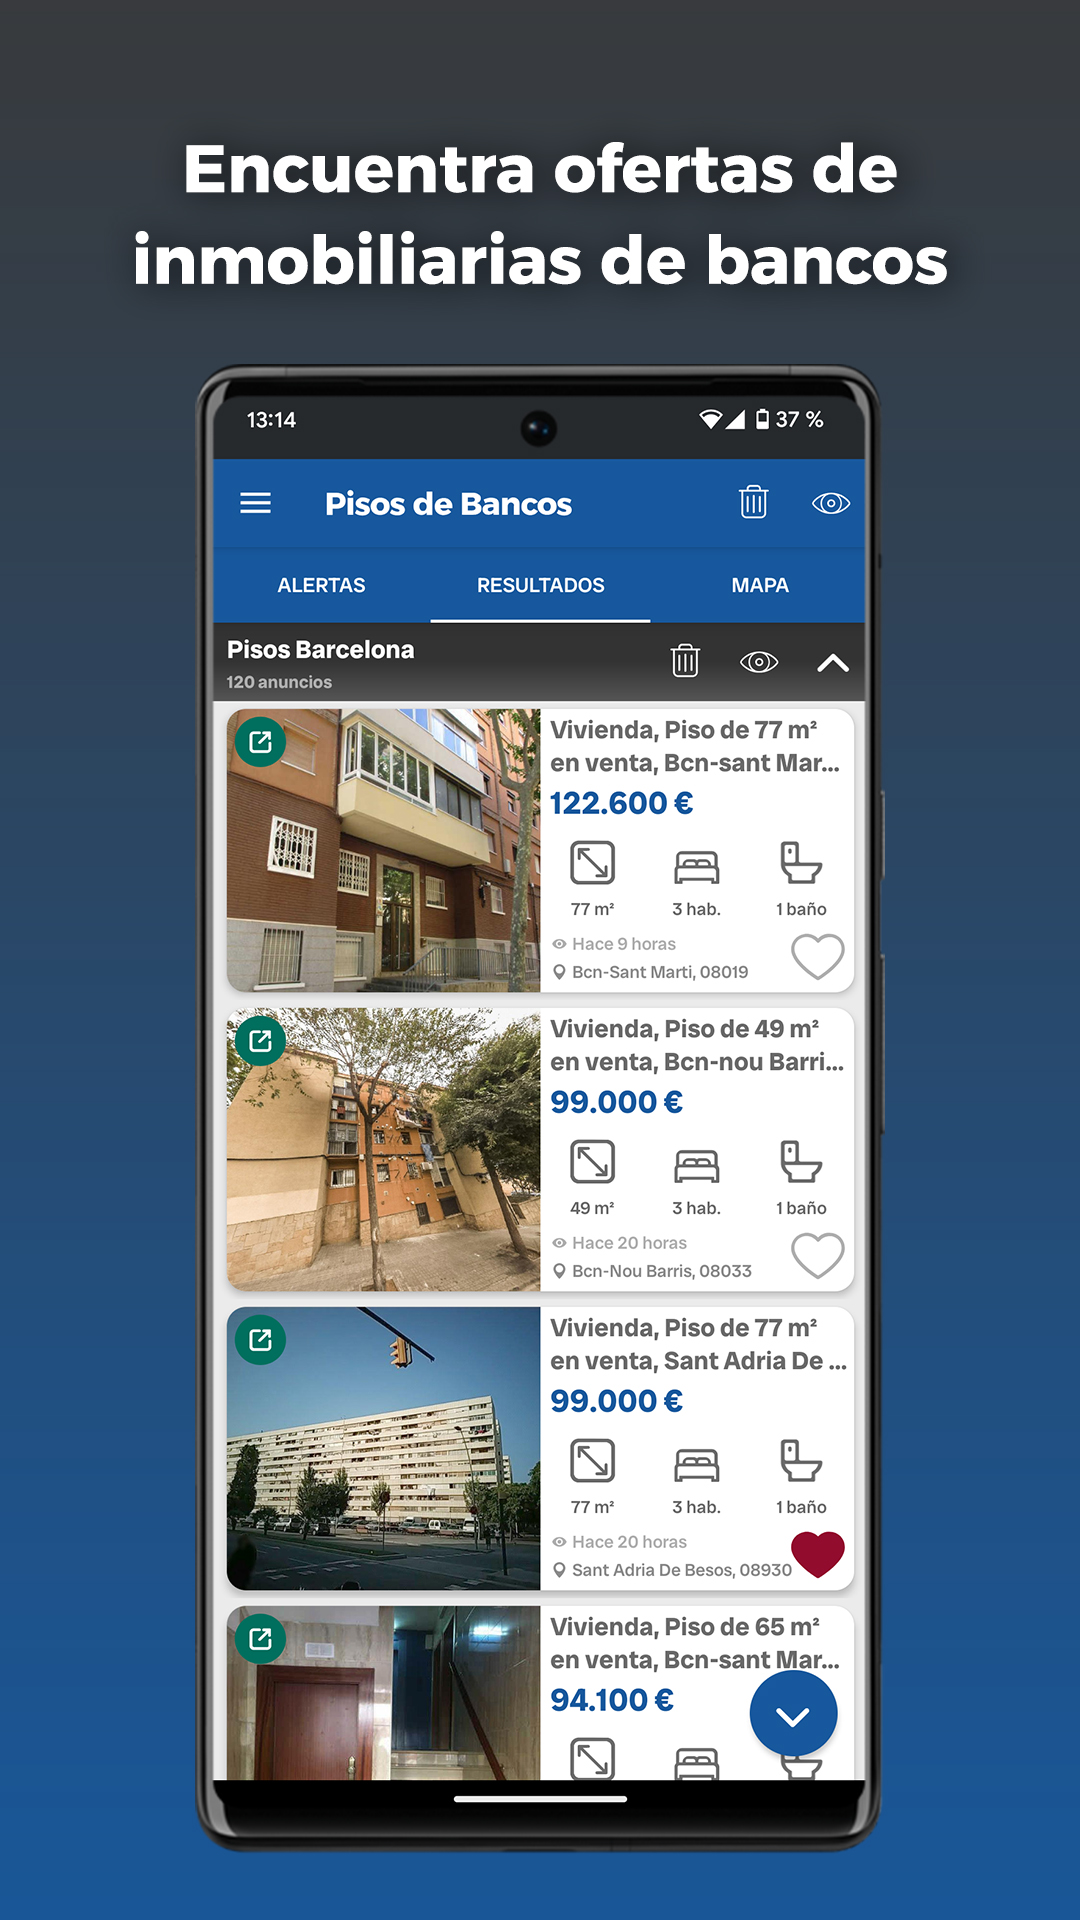 Encuentra ofertas de
inmobiliarias de bancos
13:14
37 %
Pisos de Bancos
ALERTAS RESULTADOS MAPA
Pisos Barcelona
120 anuncios
Vivienda, Piso de 77 m²
en venta, Bcn-sant Mar...
122.600 €
77 m² 3 hab. 1 baño
Hace 9 horas
Bcn-Sant Marti, 08019
Vivienda, Piso de 49 m²
en venta, Bcn-nou Barri...
99.000 €
49 m² 3 hab. 1 baño
Hace 20 horas
Bcn-Nou Barris, 08033
Vivienda, Piso de 77 m²
en venta, Sant Adria De ...
99.000 €
77 m² 3 hab. 1 baño
Hace 20 horas
Sant Adria De Besos, 08930
Vivienda, Piso de 65 m²
en venta, Bcn-sant Mar...
94.100 €